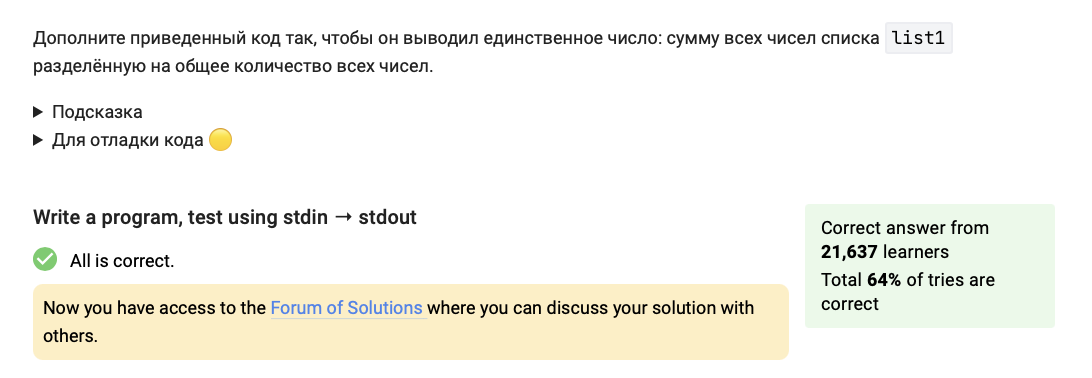 Дополните приведенный код так, чтобы он выводил единственное число: сумму всех чисел списка list1
разделённую на общее количество всех чисел.
Подсказка
Для отладки кода
Write a program, test using stdin → stdout
All is correct.
Now you have access to the Forum of Solutions where you can discuss your solution with
others.
Correct answer from
21,637 learners
Total 64% of tries are
correct